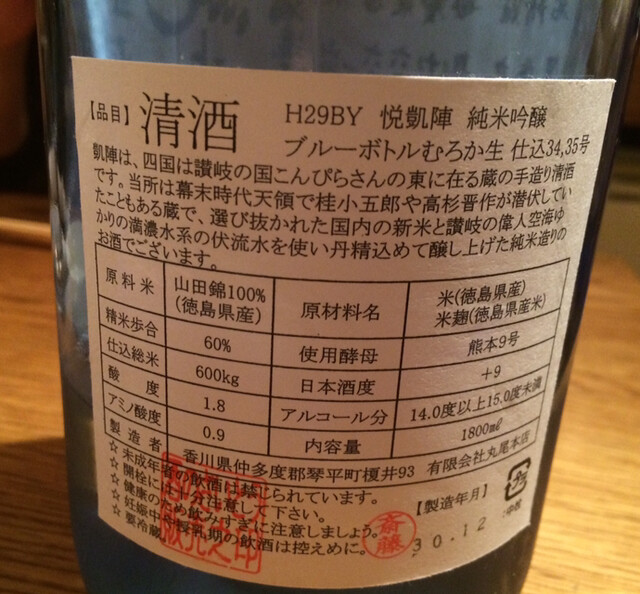 【品目】清酒 H29BY 悦凱陣 純米吟醸
ブルーボトルむろか生 仕込34,35号
凱陣は、四国は讃岐の国こんぴらさんの東に在る蔵の手造り清酒
です。当所は幕末時代天領で桂小五郎や高杉晋作が潜伏してい
たこともある蔵で、選び抜かれた国内の新米と讃岐の偉人空海ゆ
かりの満濃水系の伏流水を使い丹精込めて醸し上げた純米造りの
お酒でございます。
原料米 山田錦100% (徳島県産) 原材料名 米(徳島県産)
米麹(徳島県産米)
精米歩合 60% 使用酵母 熊本9号
仕込総米 600kg 日本酒度 +9
酸度 1.8 アルコール分 14.0度以上15.0度未満
アミノ酸度 0.9 内容量 1800㎖
製造者 香川県仲多度郡琴平町榎井93 有限会社丸尾本店
☆未成年者の飲酒は禁じられています。
☆開栓に十分注意して下さい。
☆健康のため飲みすぎに注意しましょう。
☆妊娠中や授乳期の飲酒は控えめに。
☆要冷蔵
【製造年月】
30.12
斎藤